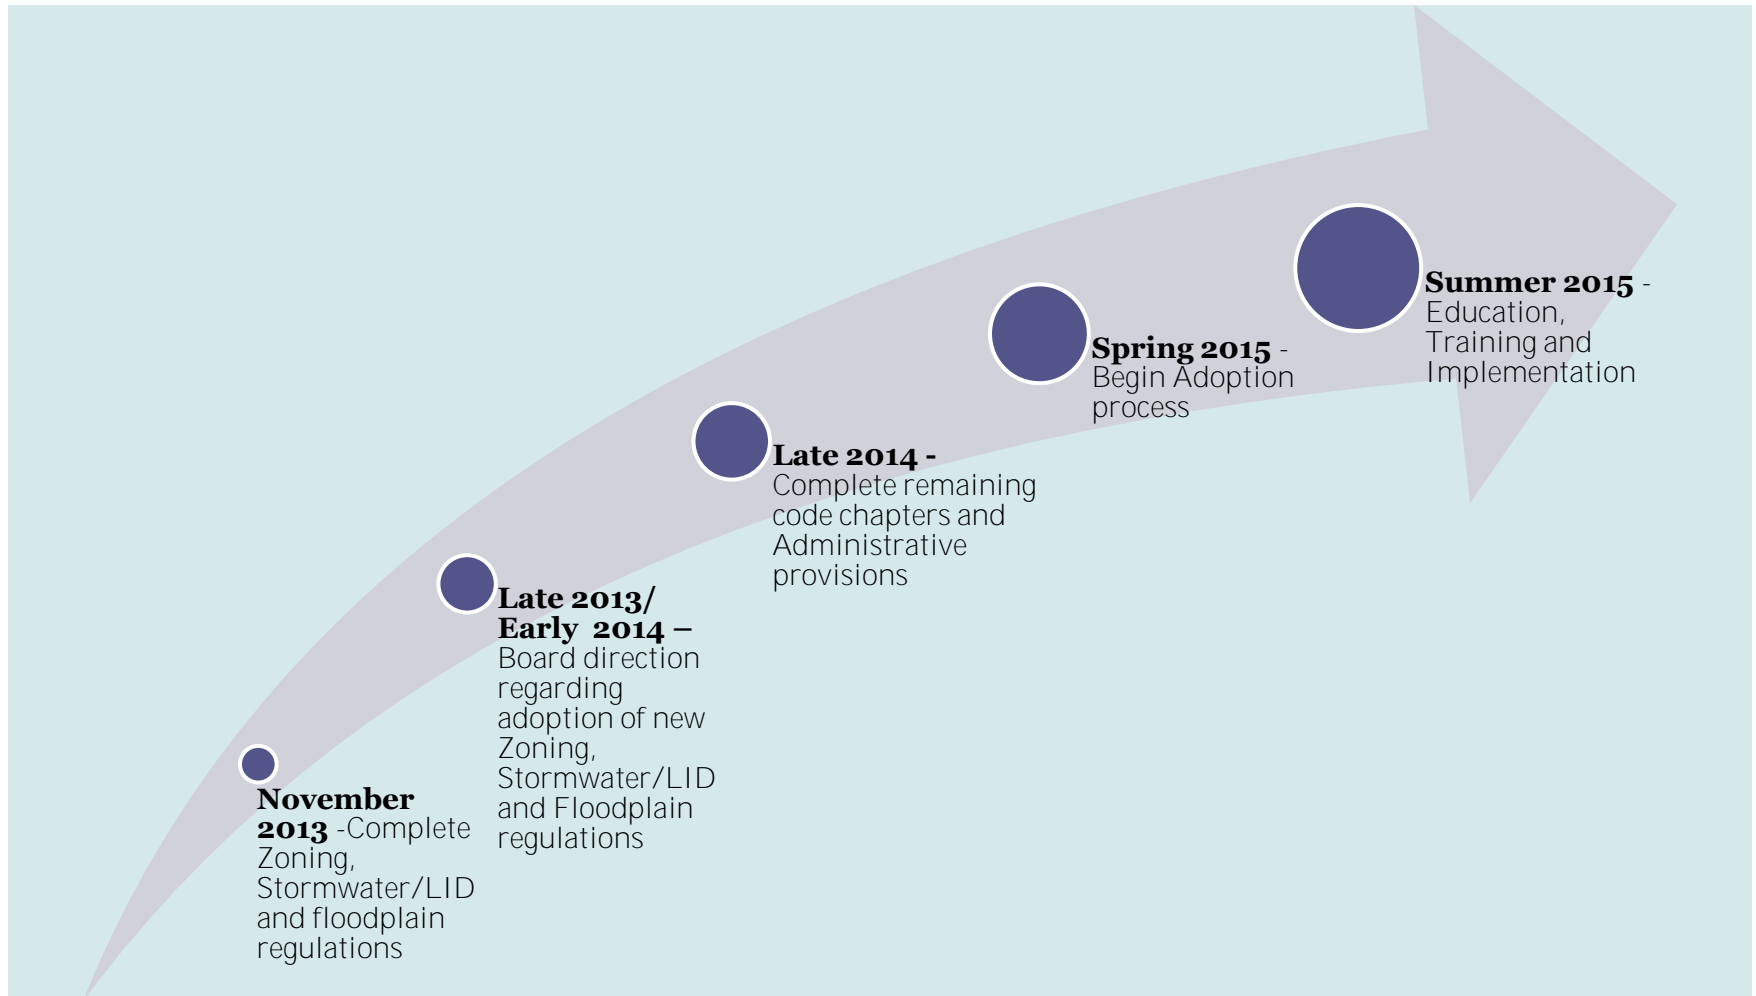 November
2013 -Complete
Zoning,
Stormwater/LID
and floodplain
regulations
Late 2013/
Early 2014 –
Board direction
regarding
adoption of new
Zoning,
Stormwater/LID
and Floodplain
regulations
Late 2014 -
Complete remaining
code chapters and
Administrative
provisions
Spring 2015 -
Begin Adoption
process
Summer 2015 -
Education,
Training and
Implementation